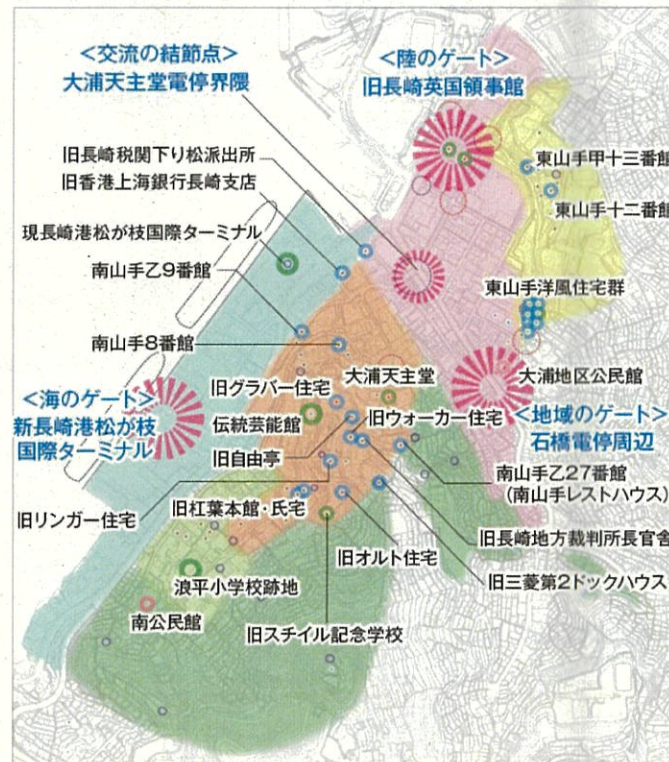 <交流の結節点>
大浦天主堂電停界隈
<陸のゲート>
旧長崎英国領事館
旧長崎税関下り松派出所
旧香港上海銀行長崎支店
東山手甲十三番館
東山手十二番館
現長崎港松が枝国際ターミナル
南山手乙9番館
東山手洋風住宅群
南山手8番館
旧グラバー住宅
大浦天主堂
大浦地区公民館
<海のゲート>
新長崎港松が枝
国際ターミナル
伝統芸能館
旧ウォーカー住宅
<地域のゲート>
石橋電停周辺
旧自由亭
南山手乙27番館
(南山手レストハウス)
旧リンガー住宅
旧杠葉本館・氏宅
旧長崎地方裁判所長官舎
旧オルト住宅
旧三菱第2ドックハウス
浪平小学校跡地
南公民館
旧スチイル記念学校